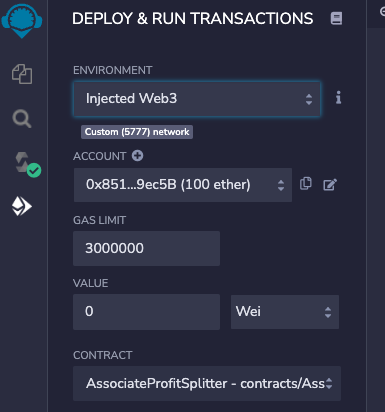 DEPLOY & RUN TRANSACTIONS
ENVIRONMENT
Injected Web3
Custom (5777) network
ACCOUNT
0x851...9ec5B (100 ether)
GAS LIMIT
3000000
VALUE
0 Wei
CONTRACT
AssociateProfitSplitter - contracts/Ass